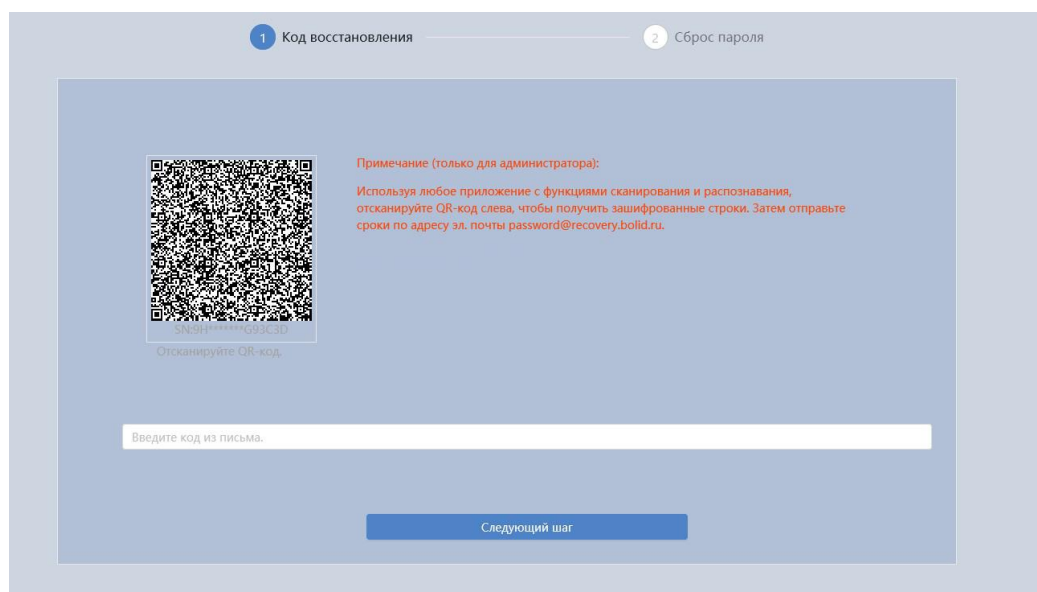 1 Код восстановления
2 Сброс пароля
Примечание (только для администратора):
Используя любое приложение с функциями сканирования и распознавания,
отсканируйте QR-код слева, чтобы получить зашифрованные строки. Затем отправьте
сроки по адресу эл. почты password@recovery.bolid.ru.
SN:9H*******G93C3D
Отсканируйте QR-код.
Введите код из письма.
Следующий шаг